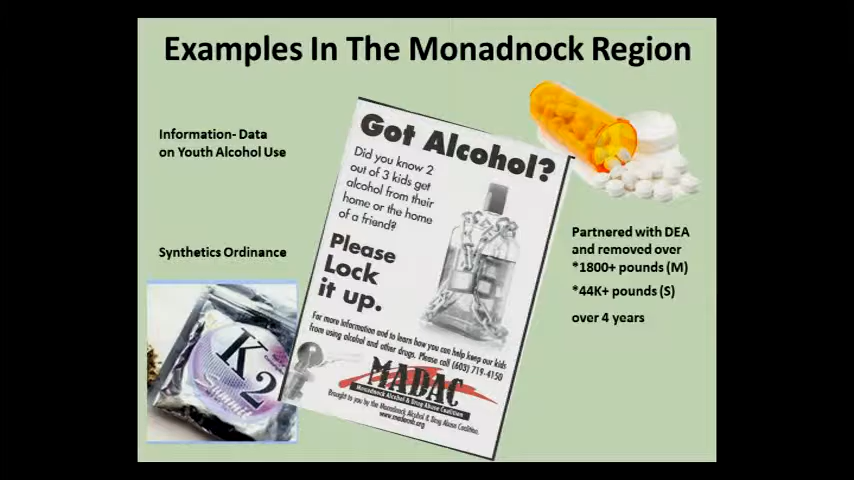 Examples In The Monadnock Region
Information- Data
on Youth Alcohol Use
Synthetics Ordinance
K2
Got Alcohol?
Did you know 2
out of 3 kids get
alcohol from their
home or the home
of a friend?
Please
Lock
it up.
For more information and to learn how you can help keep our kids
from using alcohol and other drugs. Please call (603) 719-4150
MADAC
Monadnock Alcohol & Drug Abuse Coalition
Brought to you by the Monadnock Alcohol & Drug Abuse Coalition.
Partnered with DEA
and removed over
*1800+ pounds (M)
*44K+ pounds (S)
over 4 years